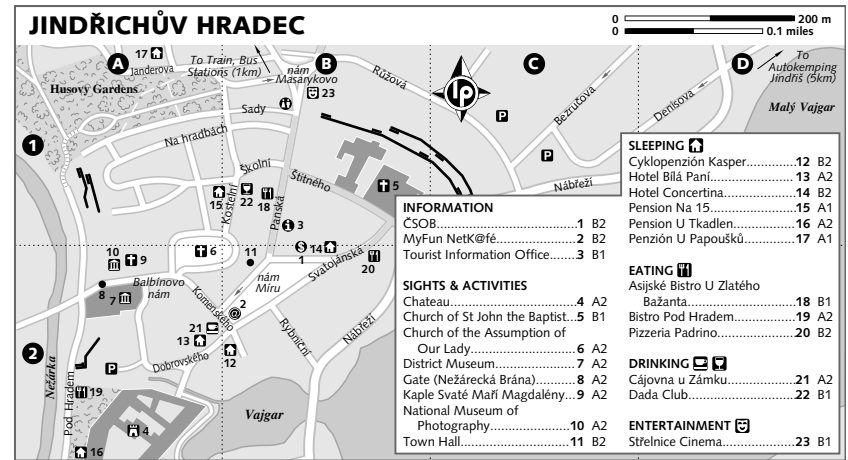 JINDŘICHŮV HRADEC
0 200 m
0 0.1 miles
A
B
C
D
1
2
17
Janderova
To Train, Bus
Stations (1km)
nám
Masarykovo
23
Růžová
Husovy Gardens
Sady
Na hradbách
Školní
Štítného
Kostelní
Panská
15
22
18
3
5
lp
P
P
Bezručova
Denisova
Nábřeží
To
Autokemping
Jindřiš (5km)
Malý Vajgar
10
9
6
11
14
1
20
8
7
Balbínovo
nám
Komenského
nám
Míru
Svatojánská
2
Rybniční
Nábřeží
21
13
12
Dobrovského
P
Nežárka
Pod Hradem
19
4
16
Vajgar
INFORMATION
ČSOB...............................1 B2
MyFun NetK@fé...............2 B2
Tourist Information Office.......3 B1
SIGHTS & ACTIVITIES
Chateau............................4 A2
Church of St John the Baptist...5 B1
Church of the Assumption of
Our Lady.........................6 A2
District Museum.................7 A2
Gate (Nežárecká Brána).........8 A2
Kaple Svaté Maří Magdalény...9 A2
National Museum of
Photography..................10 A2
Town Hall........................11 B2
SLEEPING
Cyklopenzión Kasper............12 B2
Hotel Bílá Paní..................13 A2
Hotel Concertina................14 B2
Pension Na 15...................15 A1
Pension U Tkadlen..............16 A2
Penzión U Papoušků............17 A1
EATING
Asijské Bistro U Zlatého
Bažanta.........................18 B1
Bistro Pod Hradem..............19 A2
Pizzeria Padrino.................20 B2
DRINKING
Cájovna u Zámku...............21 A2
Dada Club.......................22 B1
ENTERTAINMENT
Střelnice Cinema................23 B1